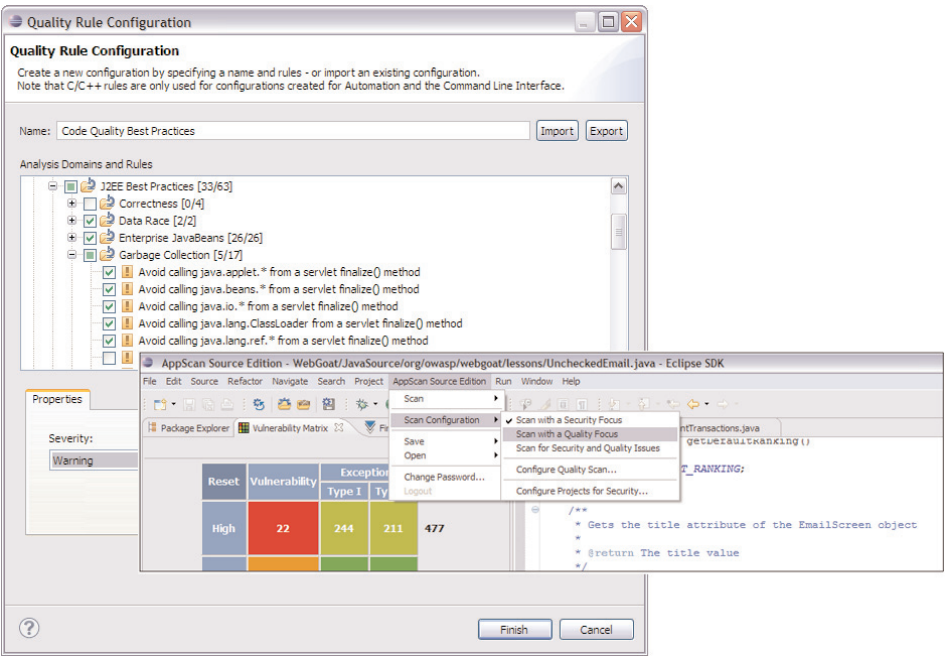 Quality Rule Configuration
Quality Rule Configuration
Create a new configuration by specifying a name and rules - or import an existing configuration.
Note that C/C++ rules are only used for configurations created for Automation and the Command Line Interface.
Name: Code Quality Best Practices Import Export
Analysis Domains and Rules
J2EE Best Practices [33/63]
Correctness [0/4]
Data Race [2/2]
Enterprise JavaBeans [26/26]
Garbage Collection [5/17]
Avoid calling java.applet.* from a servlet finalize() method
Avoid calling java.beans.* from a servlet finalize() method
Avoid calling java.io.* from a servlet finalize() method
Avoid calling java.lang.ClassLoader from a servlet finalize() method
Avoid calling java.lang.ref.* from a servlet finalize() method
Properties
Severity:
Warning
AppScan Source Edition - WebGoat/JavaSource/org/owasp/webgoat/lessons/UncheckedEmail.java - Eclipse SDK
File Edit Source Refactor Navigate Search Project AppScan Source Edition Run Window Help
Scan
Scan Configuration
Save
Open
Change Password...
Logout
Scan with a Security Focus
Scan with a Quality Focus
Scan for Security and Quality Issues
Configure Quality Scan...
Configure Projects for Security...
Package Explorer Vulnerability Matrix Fi ntTransactions.java
getDefaultRanking()
T_RANKING;
/**
* Gets the title attribute of the EmailScreen object
*
* @return The title value
*/
Reset Vulnerability Exception
Type I Ty
High 22 244 211 477
Finish Cancel